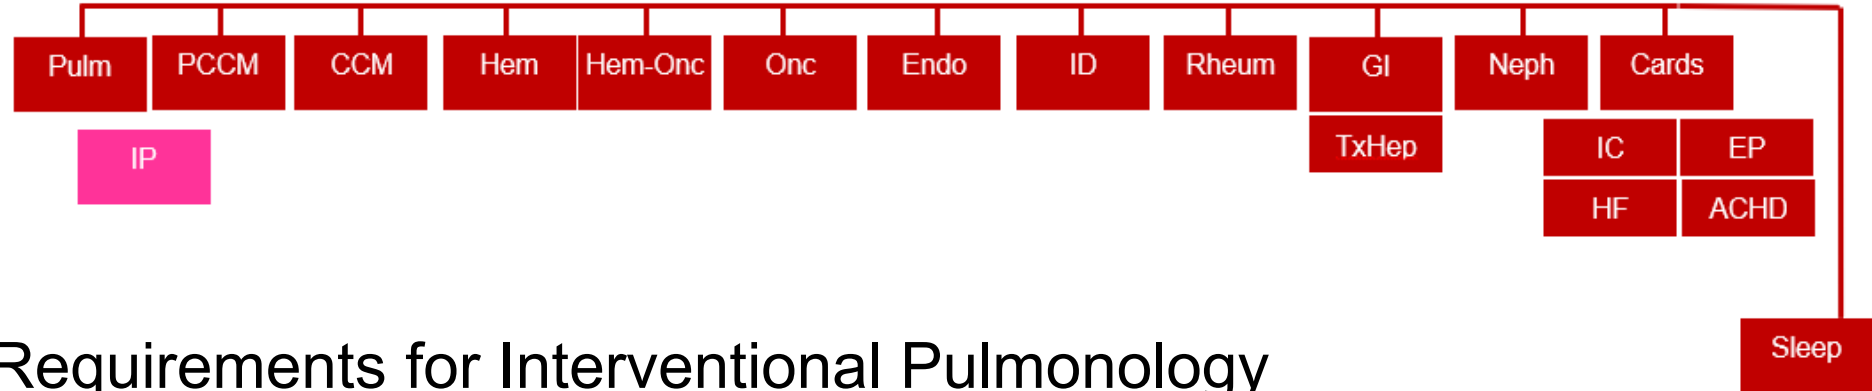 Pulm
PCCM
CCM
Hem
Hem-Onc
Onc
Endo
ID
Rheum
GI
Neph
Cards
IP
TxHep
IC
EP
HF
ACHD
Sleep
Requirements for Interventional Pulmonology